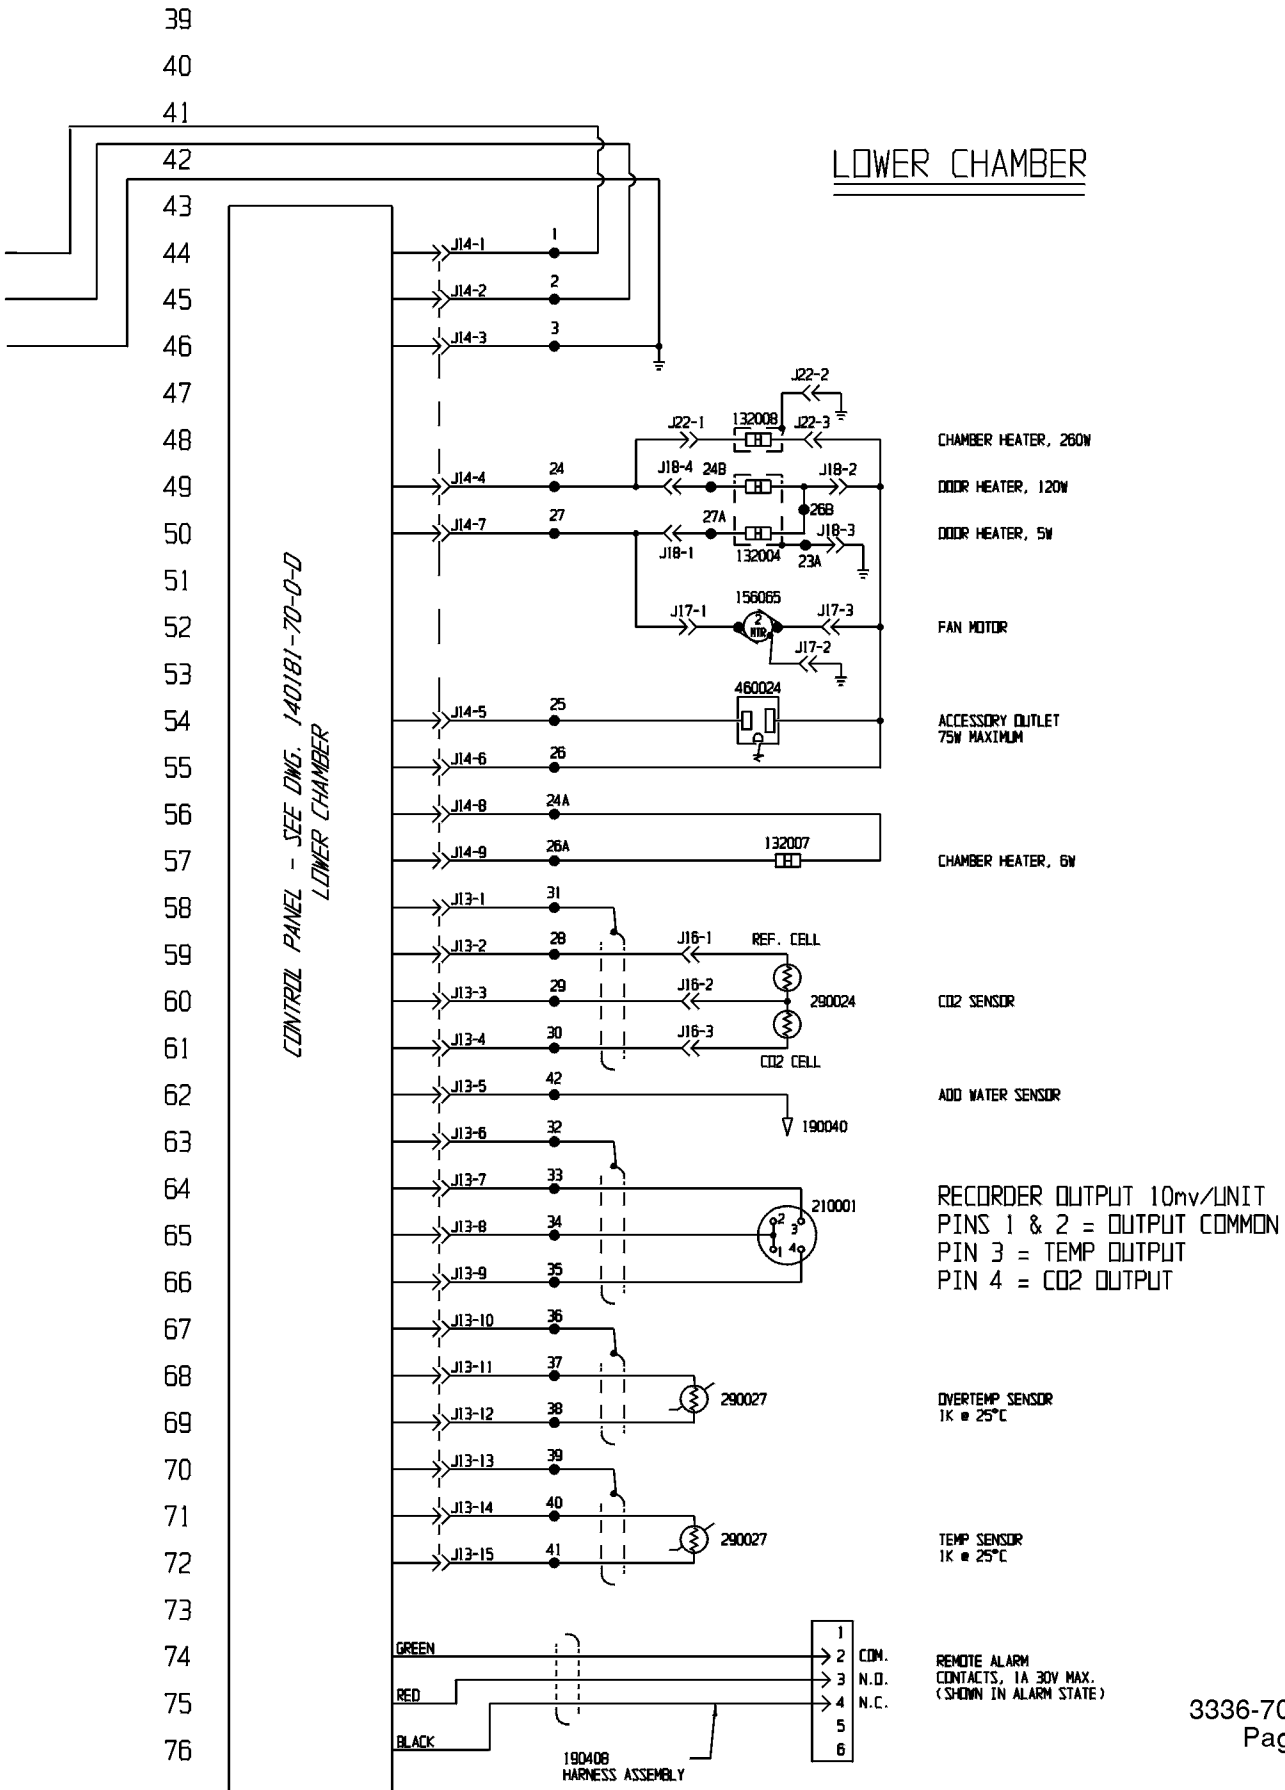 39
40
41
42
LOWER CHAMBER
43
44 J14-1 1
45 J14-2 2
46 J14-3 3
47 J22-2
48 J22-1 132008 J22-3 CHAMBER HEATER, 260W
49 J14-4 24 J18-4 24B J18-2 DOOR HEATER, 120W
26B
50 J14-7 27 J18-1 27A 132004 J18-3 23A DOOR HEATER, 5W
51
52 J17-1 156065 2 MTR J17-3 FAN MOTOR
53 J17-2
54 J14-5 25 460024 ACCESSORY OUTLET
75W MAXIMUM
55 J14-6 26
56 J14-8 24A
57 J14-9 26A 132007 H CHAMBER HEATER, 6W
CONTROL PANEL - SEE DWG. 140181-70-0-D
LOWER CHAMBER
58 J13-1 31
59 J13-2 28 J16-1 REF. CELL
60 J13-3 29 J16-2 290024 CO2 SENSOR
61 J13-4 30 J16-3 CO2 CELL
62 J13-5 42 190040 ADD WATER SENSOR
63 J13-6 32
64 J13-7 33 210001 RECORDER OUTPUT 10mv/UNIT
65 J13-8 34 2 3 1 4 PINS 1 & 2 = OUTPUT COMMON
PIN 3 = TEMP OUTPUT
66 J13-9 35 PIN 4 = CO2 OUTPUT
67 J13-10 36
68 J13-11 37 290027 OVERTEMP SENSOR
69 J13-12 38 1K @ 25°C
70 J13-13 39
71 J13-14 40 290027 TEMP SENSOR
72 J13-15 41 1K @ 25°C
73 1
74 GREEN 2 COM. REMOTE ALARM
3 N.O. CONTACTS, 1A 30V MAX.
75 RED 4 N.C. (SHOWN IN ALARM STATE)
5
76 BLACK 6
190408
HARNESS ASSEMBLY
3336-70
Pag